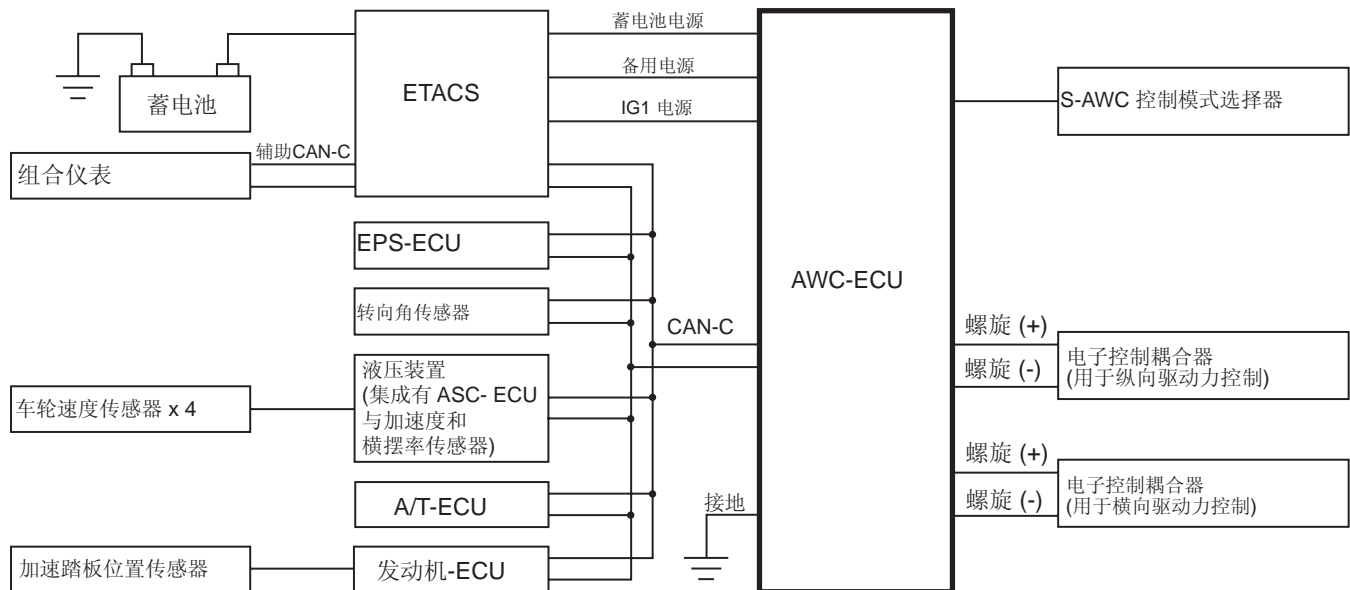 蓄电池电源
备用电源
IG1 电源
ETACS
蓄电池
辅助CAN-C
组合仪表
S-AWC 控制模式选择器
EPS-ECU
转向角传感器
AWC-ECU
CAN-C
液压装置
(集成有 ASC- ECU
与加速度和
横摆率传感器)
车轮速度传感器 x 4
螺旋 (+)
螺旋 (-)
电子控制耦合器
(用于纵向驱动力控制)
螺旋 (+)
螺旋 (-)
电子控制耦合器
(用于横向驱动力控制)
A/T-ECU
接地
加速踏板位置传感器
发动机-ECU